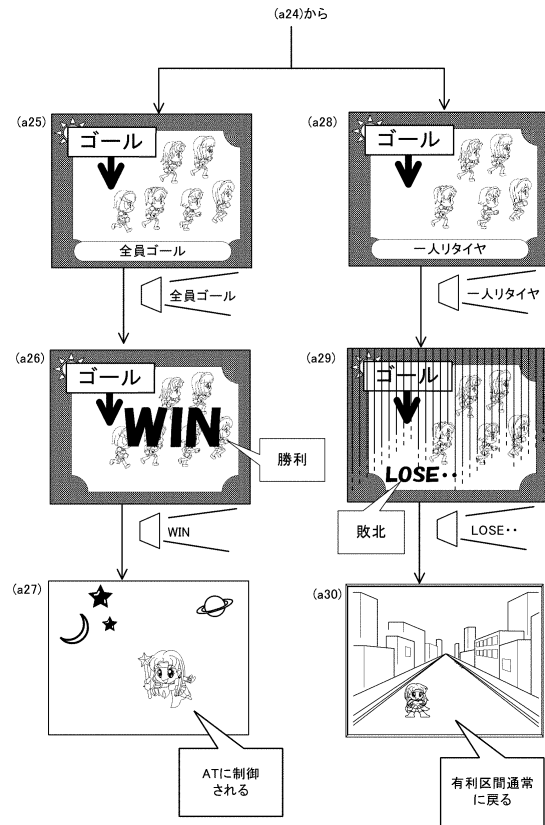 (a24)から
(a25)
ゴール
全員ゴール
全員ゴール
(a26)
ゴール
WIN
勝利
WIN
(a27)
ATに制御
される
(a28)
ゴール
一人リタイヤ
一人リタイヤ
(a29)
ゴール
LOSE‥
敗北
LOSE‥
(a30)
有利区間通常
に戻る